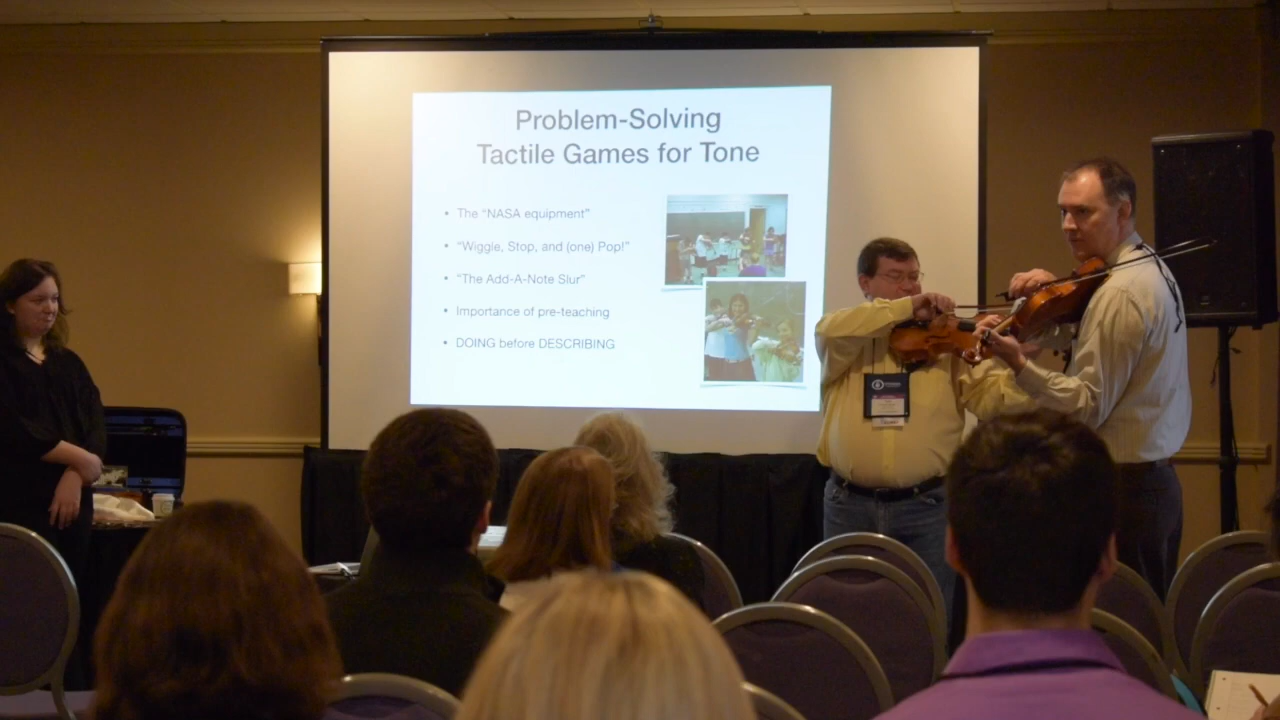 Problem-Solving
Tactile Games for Tone
• The “NASA equipment”
• “Wiggle, Stop, and (one) Pop!”
• “The Add-A-Note Slur”
• Importance of pre-teaching
• DOING before DESCRIBING